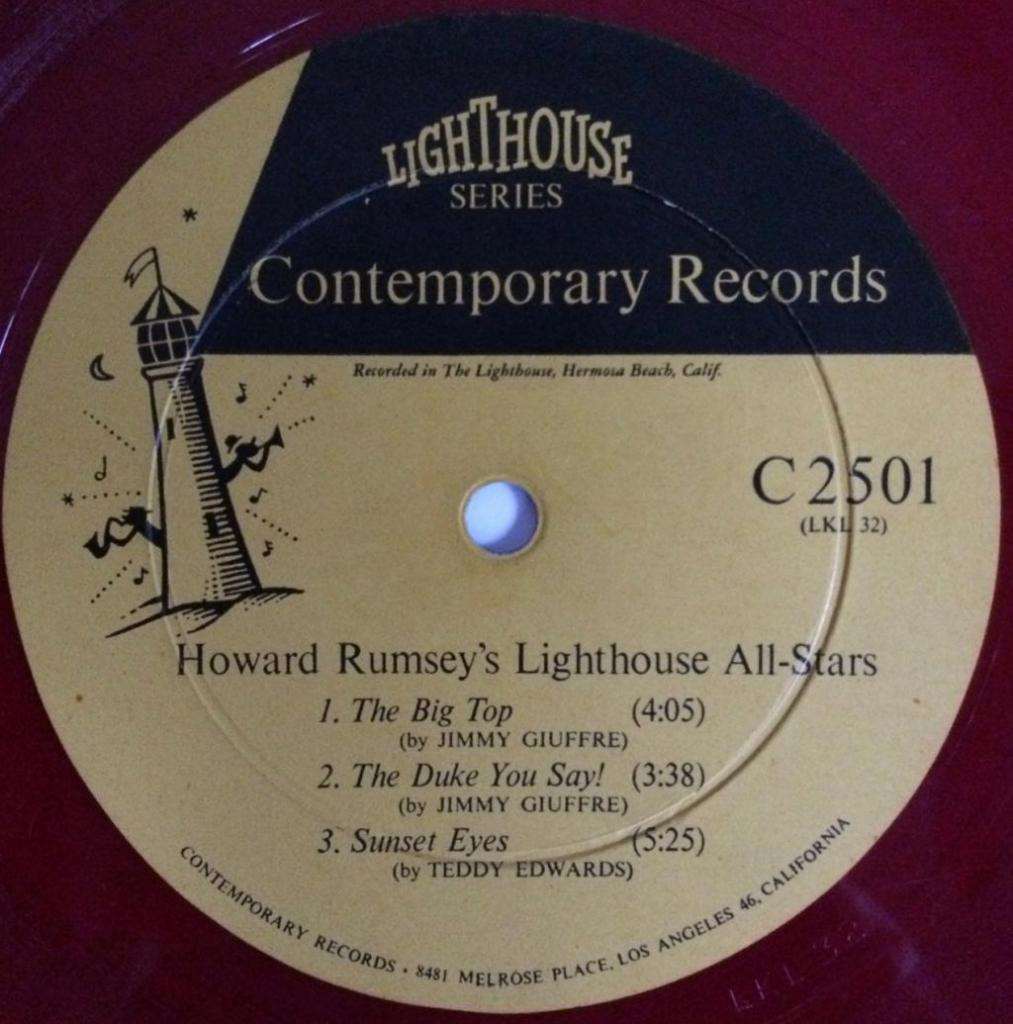 LIGHTHOUSE
SERIES
Contemporary Records
Recorded in The Lighthouse, Hermosa Beach, Calif.
C 2501
(LKL 32)
Howard Rumsey's Lighthouse All-Stars
1. The Big Top (4:05)
(by JIMMY GIUFFRE)
2. The Duke You Say! (3:38)
(by JIMMY GIUFFRE)
3. Sunset Eyes (5:25)
(by TEDDY EDWARDS)
CONTEMPORARY RECORDS • 8481 MELROSE PLACE, LOS ANGELES 46, CALIFORNIA